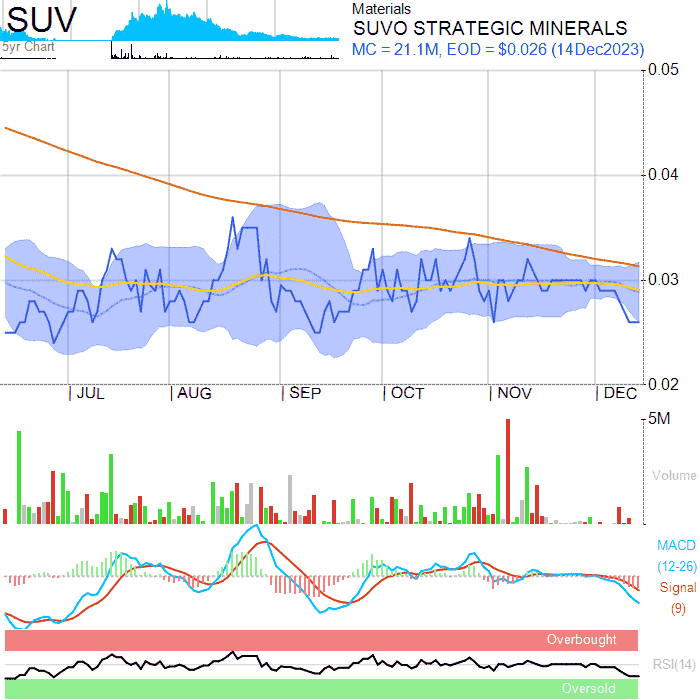 SUV
5yr Chart
Materials
SUVO STRATEGIC MINERALS
MC = 21.1M, EOD = $0.026 (14Dec2023)
0.05
0.04
0.03
0.02
JUL AUG SEP OCT NOV DEC
5M
Volume
MACD
(12-26)
Signal
(9)
Overbought
RSI(14)
Oversold